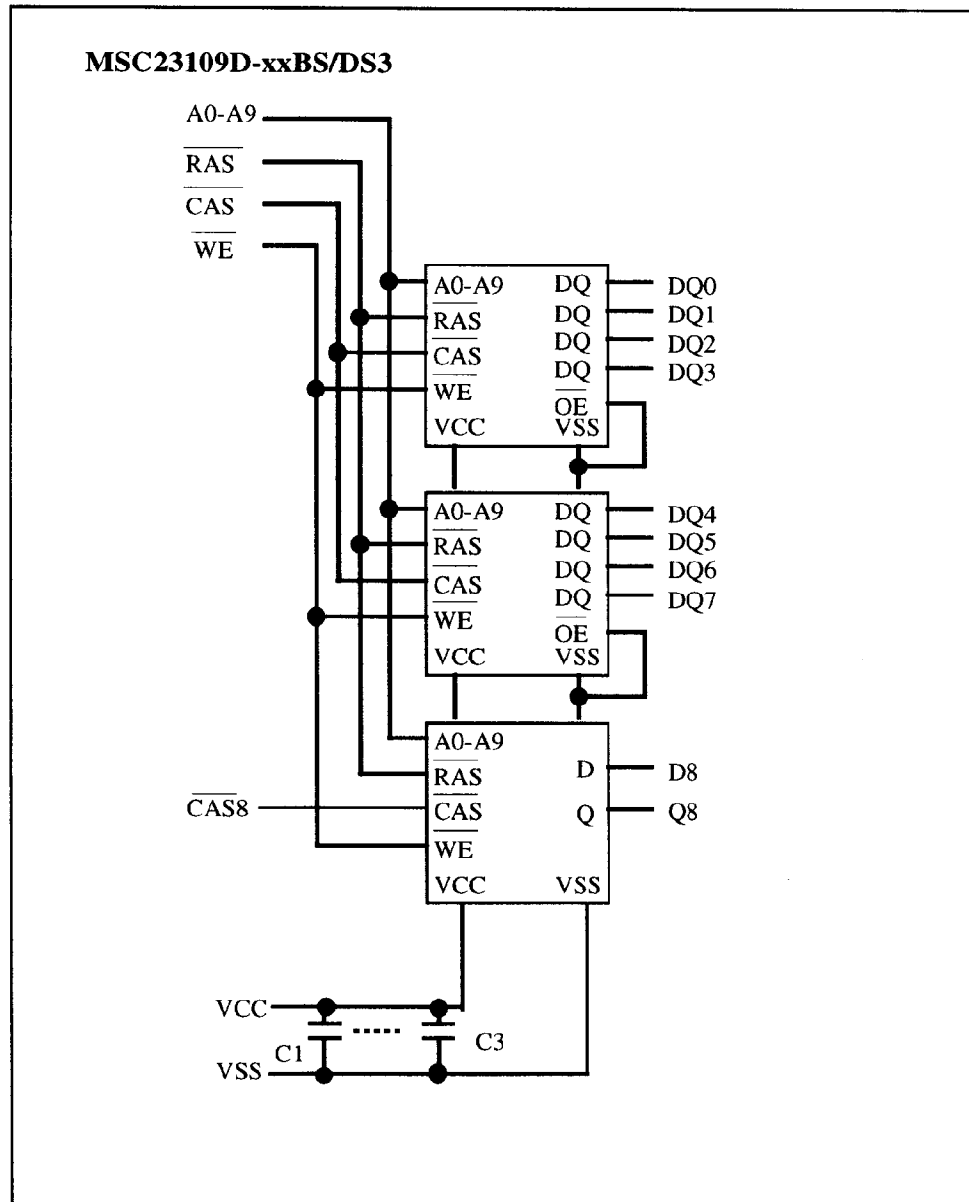 MSC23109D-xxBS/DS3
A0-A9
RAS
CAS
WE
A0-A9 DQ DQ0
RAS DQ DQ1
CAS DQ DQ2
WE DQ DQ3
OE
VCC VSS
A0-A9 DQ DQ4
RAS DQ DQ5
CAS DQ DQ6
WE DQ DQ7
OE
VCC VSS
A0-A9
RAS D D8
CAS8 CAS Q Q8
WE
VCC VSS
VCC
C1 C3
VSS